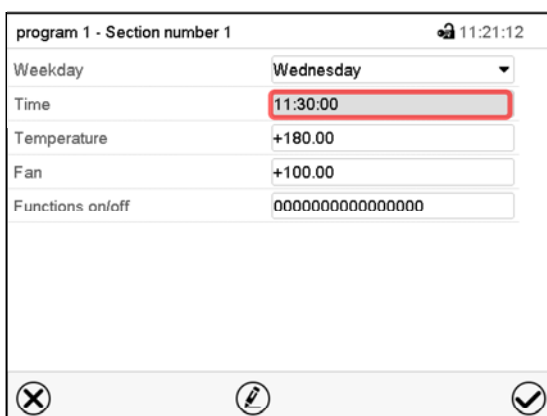 program 1 - Section number 1 11:21:12
Weekday Wednesday
Time 11:30:00
Temperature +180.00
Fan +100.00
Functions on/off 0000000000000000